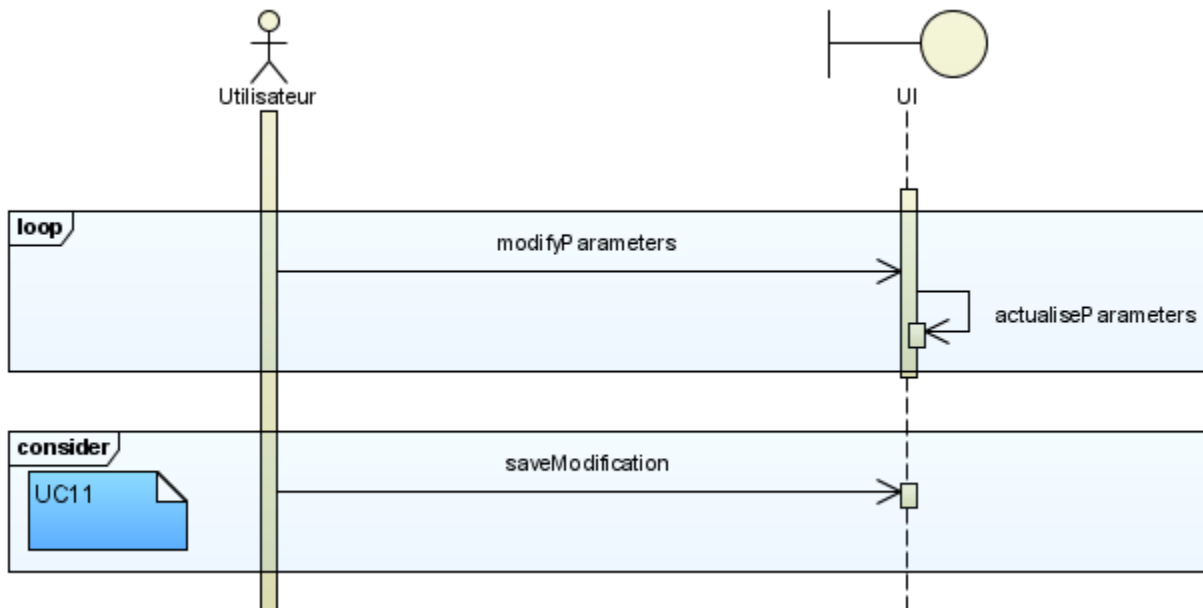 Utilisateur
UI
loop
modifyParameters
actualiseParameters
consider
saveModification
UC11